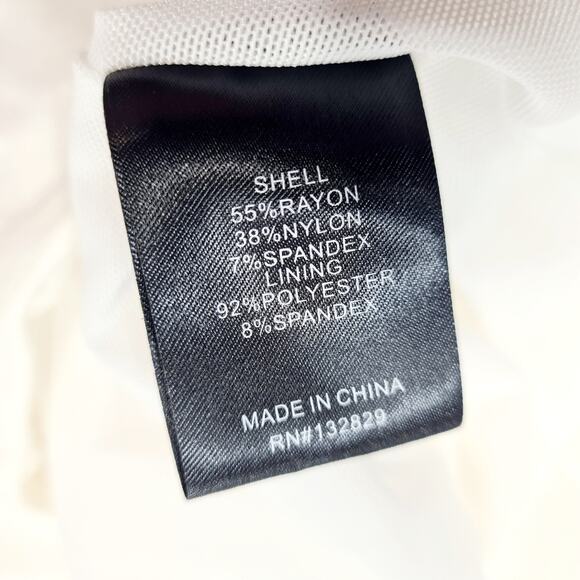 SHELL
55%RAYON
38%NYLON
7%SPANDEX
LINING
92%POLYESTER
8%SPANDEX
MADE IN CHINA
RN#132829